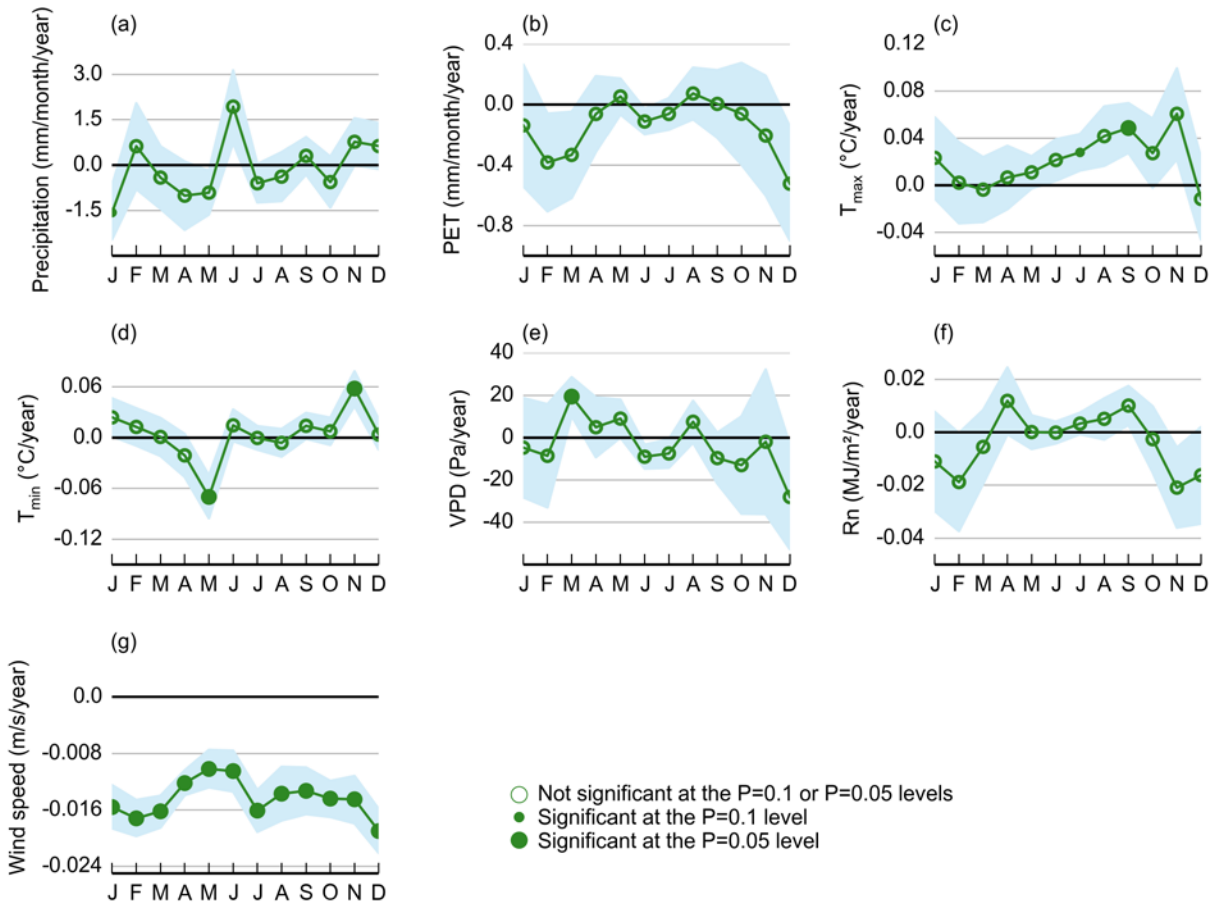 (a)
Precipitation (mm/month/year)
3.0
1.5
0.0
-1.5
J F M A M J J A S O N D
(b)
PET (mm/month/year)
0.4
0.0
-0.4
-0.8
J F M A M J J A S O N D
(c)
Tmax (°C/year)
0.12
0.08
0.04
0.0
-0.04
J F M A M J J A S O N D
(d)
Tmin (°C/year)
0.06
0.0
-0.06
-0.12
J F M A M J J A S O N D
(e)
VPD (Pa/year)
40
20
0
-20
-40
J F M A M J J A S O N D
(f)
Rn (MJ/m²/year)
0.02
0.0
-0.02
-0.04
J F M A M J J A S O N D
(g)
Wind speed (m/s/year)
0.0
-0.008
-0.016
-0.024
J F M A M J J A S O N D
Not significant at the P=0.1 or P=0.05 levels
Significant at the P=0.1 level
Significant at the P=0.05 level